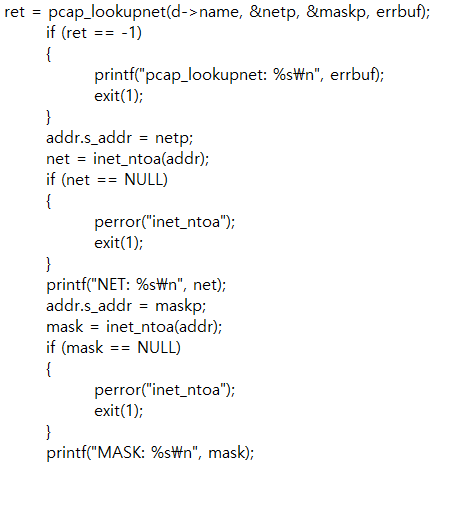 ret = pcap_lookupnet(d->name, &netp, &maskp, errbuf);
if (ret == -1)
{
printf("pcap_lookupnet: %s₩n", errbuf);
exit(1);
}
addr.s_addr = netp;
net = inet_ntoa(addr);
if (net == NULL)
{
perror("inet_ntoa");
exit(1);
}
printf("NET: %s₩n", net);
addr.s_addr = maskp;
mask = inet_ntoa(addr);
if (mask == NULL)
{
perror("inet_ntoa");
exit(1);
}
printf("MASK: %s₩n", mask);